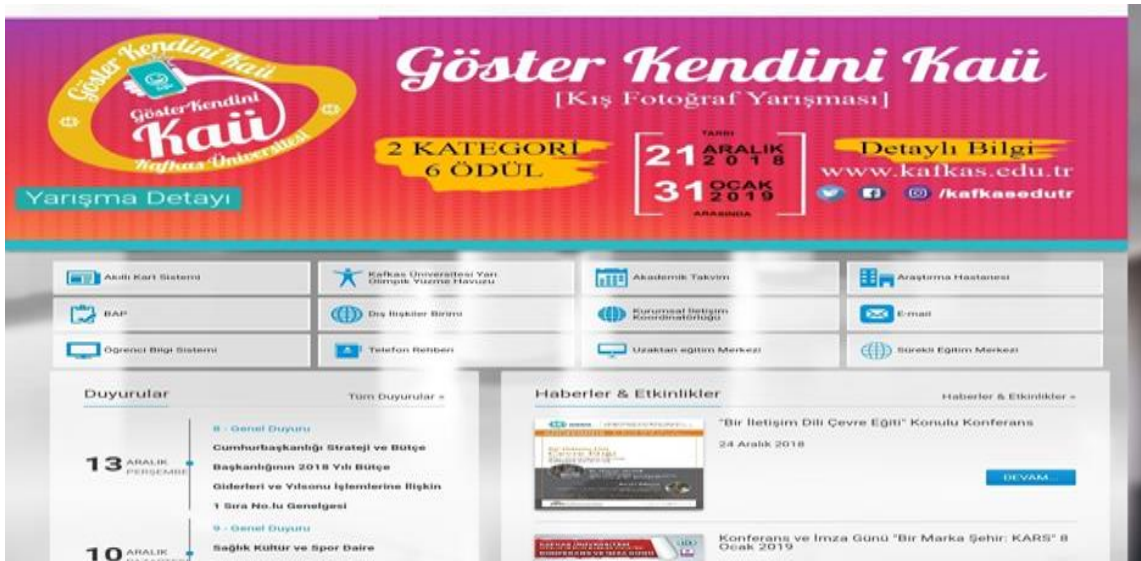 Göster Kendini Kaü
Göster Kendini
Kaü
Kafkas Üniversitesi
Yarışma Detayı
Göster Kendini Kaü
[Kış Fotoğraf Yarışması]
2 KATEGORİ
6 ÖDÜL
TARİHİ
21 ARALIK 2018
31 OCAK 2019
ARASINDA
Detaylı Bilgi
www.kafkas.edu.tr
/kafkasedutr
Akıllı Kart Sistemi
Kafkas Üniversitesi Yarı
Olimpik Yüzme Havuzu
Akademik Takvim
Araştırma Hastanesi
BAP
Dış İlişkiler Birimi
Kurumsal İletişim
Koordinatörlüğü
E-mail
Öğrenci Bilgi Sistemi
Telefon Rehberi
Uzaktan eğitim Merkezi
Sürekli Eğitim Merkezi
Duyurular
Tüm Duyurular »
13 ARALIK
PERŞEMBE
8 - Genel Duyuru
Cumhurbaşkanlığı Strateji ve Bütçe
Başkanlığının 2018 Yılı Bütçe
Giderleri ve Yılsonu İşlemlerine İlişkin
1 Sıra No.lu Genelgesi
10 ARALIK
9 - Genel Duyuru
Sağlık Kültür ve Spor Daire
Haberler & Etkinlikler
Haberler & Etkinlikler »
"Bir İletişim Dili Çevre Eğiti" Konulu Konferans
24 Aralık 2018
DEVAM...
Konferans ve İmza Günü "Bir Marka Şehir: KARS" 8
Ocak 2019